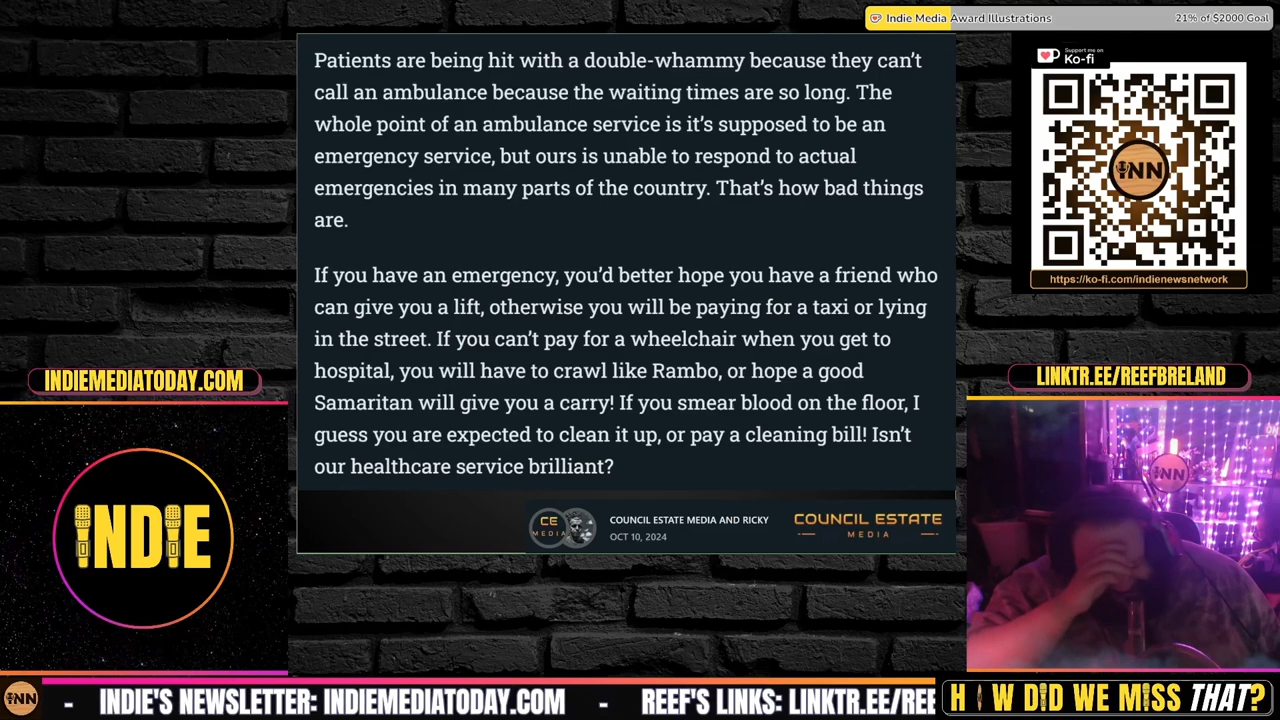 Indie Media Award Illustrations
21% of $2000 Goal
Patients are being hit with a double-whammy because they can’t
call an ambulance because the waiting times are so long. The
whole point of an ambulance service is it’s supposed to be an
emergency service, but ours is unable to respond to actual
emergencies in many parts of the country. That’s how bad things
are.
If you have an emergency, you’d better hope you have a friend who
can give you a lift, otherwise you will be paying for a taxi or lying
in the street. If you can’t pay for a wheelchair when you get to
hospital, you will have to crawl like Rambo, or hope a good
Samaritan will give you a carry! If you smear blood on the floor, I
guess you are expected to clean it up, or pay a cleaning bill! Isn’t
our healthcare service brilliant?
CE
MEDIA
COUNCIL ESTATE MEDIA AND RICKY
OCT 10, 2024
COUNCIL ESTATE
MEDIA
Support me on
Ko-fi
iNN
https://ko-fi.com/indienewsnetwork
INDIEMEDIATODAY.COM
LINKTR.EE/REEFBRELAND
INDIE
iNN
iNN
- INDIE'S NEWSLETTER: INDIEMEDIATODAY.COM - REEF'S LINKS: LINKTR.EE/REE
HOW DID WE MISS THAT?